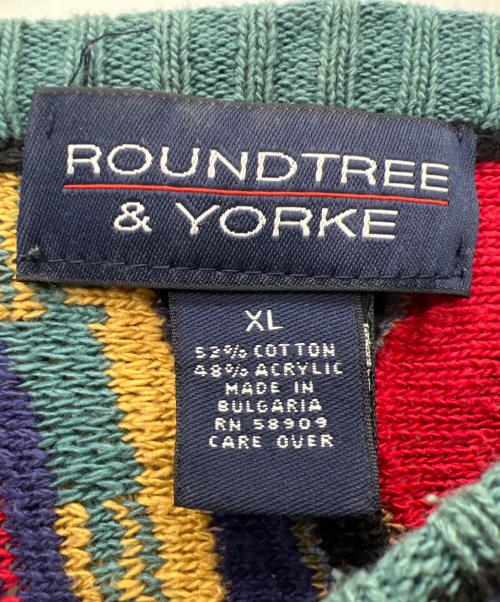 ROUNDTREE
& YORKE
XL
52% COTTON
48% ACRYLIC
MADE IN
BULGARIA
RN 58909
CARE OVER